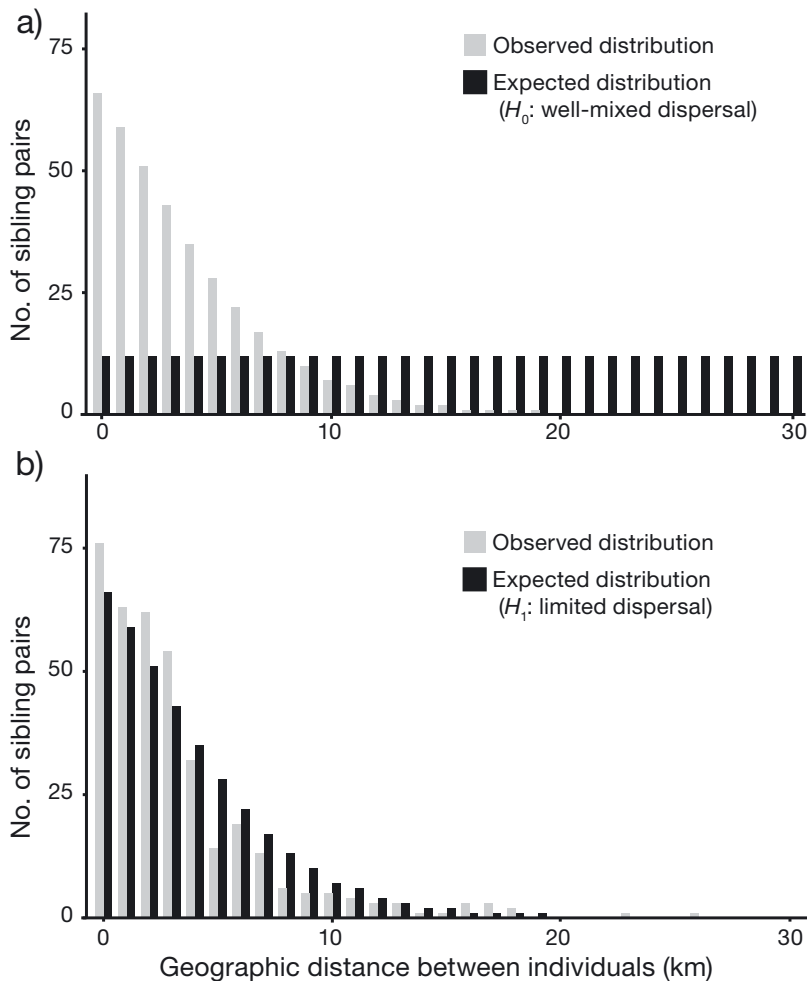 a)
75
50
25
0
No. of sibling pairs
Observed distribution
Expected distribution
(H₀: well-mixed dispersal)
0 10 20 30
b)
75
50
25
0
No. of sibling pairs
Observed distribution
Expected distribution
(H₁: limited dispersal)
0 10 20 30
Geographic distance between individuals (km)